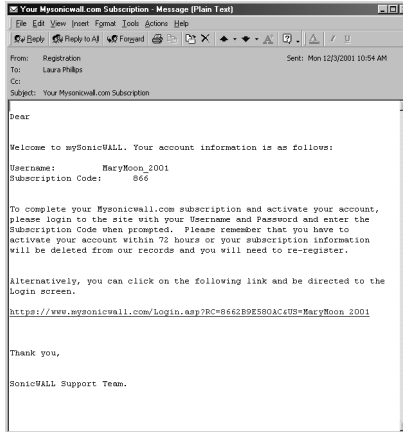 Your Mysonicwall.com Subscription - Message (Plain Text)
File Edit View Insert Format Tools Actions Help
Reply Reply to All Forward
From: Registration Sent: Mon 12/3/2001 10:54 AM
To: Laura Phillips
Cc:
Subject: Your Mysonicwall.com Subscription
Dear
Welcome to mySonicWALL. Your account information is as follows:
Username: MaryMoon_2001
Subscription Code: 866
To complete your Mysonicwall.com subscription and activate your account,
please login to the site with your Username and Password and enter the
Subscription Code when prompted. Please remember that you have to
activate your account within 72 hours or your subscription information
will be deleted from our records and you will need to re-register.
Alternatively, you can click on the following link and be directed to the
Login screen.
https://www.mysonicwall.com/Login.asp?RC=8662B9E580AC&US=MaryMoon_2001
Thank you,
SonicWALL Support Team.